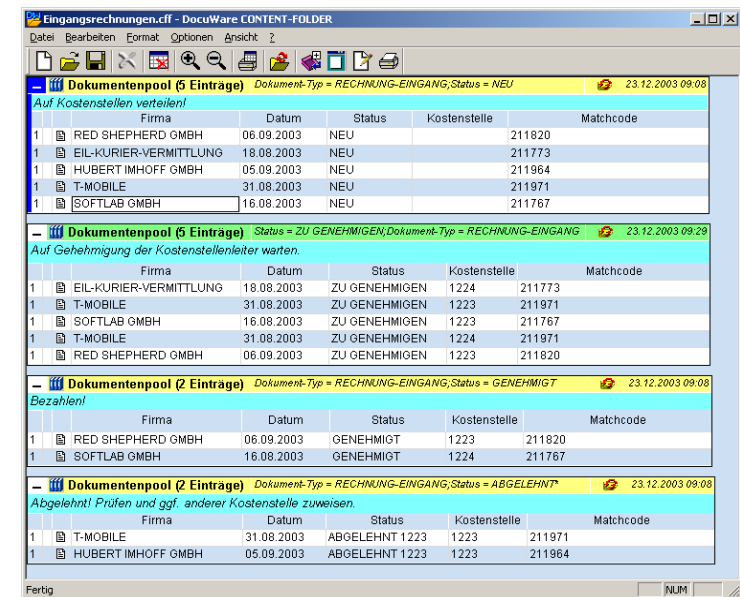 Eingangsrechnungen.cff - DocuWare CONTENT-FOLDER
Datei Bearbeiten Format Optionen Ansicht ?
Dokumentenpool (5 Einträge) Dokument-Typ = RECHNUNG-EINGANG;Status = NEU 23.12.2003 09:08
Auf Kostenstellen verteilen!
Firma Datum Status Kostenstelle Matchcode
1 RED SHEPHERD GMBH 06.09.2003 NEU 211820
1 EIL-KURIER-VERMITTLUNG 18.08.2003 NEU 211773
1 HUBERT IMHOFF GMBH 05.09.2003 NEU 211964
1 T-MOBILE 31.08.2003 NEU 211971
1 SOFTLAB GMBH 16.08.2003 NEU 211767
Dokumentenpool (5 Einträge) Status = ZU GENEHMIGEN;Dokument-Typ = RECHNUNG-EINGANG 23.12.2003 09:29
Auf Gehehmigung der Kostenstellenleiter warten.
Firma Datum Status Kostenstelle Matchcode
1 EIL-KURIER-VERMITTLUNG 18.08.2003 ZU GENEHMIGEN 1224 211773
1 T-MOBILE 31.08.2003 ZU GENEHMIGEN 1223 211971
1 SOFTLAB GMBH 16.08.2003 ZU GENEHMIGEN 1223 211767
1 T-MOBILE 31.08.2003 ZU GENEHMIGEN 1224 211971
1 RED SHEPHERD GMBH 06.09.2003 ZU GENEHMIGEN 1223 211820
Dokumentenpool (2 Einträge) Dokument-Typ = RECHNUNG-EINGANG;Status = GENEHMIGT 23.12.2003 09:08
Bezahlen!
Firma Datum Status Kostenstelle Matchcode
1 RED SHEPHERD GMBH 06.09.2003 GENEHMIGT 1223 211820
1 SOFTLAB GMBH 16.08.2003 GENEHMIGT 1224 211767
Dokumentenpool (2 Einträge) Dokument-Typ = RECHNUNG-EINGANG;Status = ABGELEHNT* 23.12.2003 09:08
Abgelehnt! Prüfen und ggf. anderer Kostenstelle zuweisen.
Firma Datum Status Kostenstelle Matchcode
1 T-MOBILE 31.08.2003 ABGELEHNT 1223 1223 211971
1 HUBERT IMHOFF GMBH 05.09.2003 ABGELEHNT 1223 1223 211964
Fertig NUM